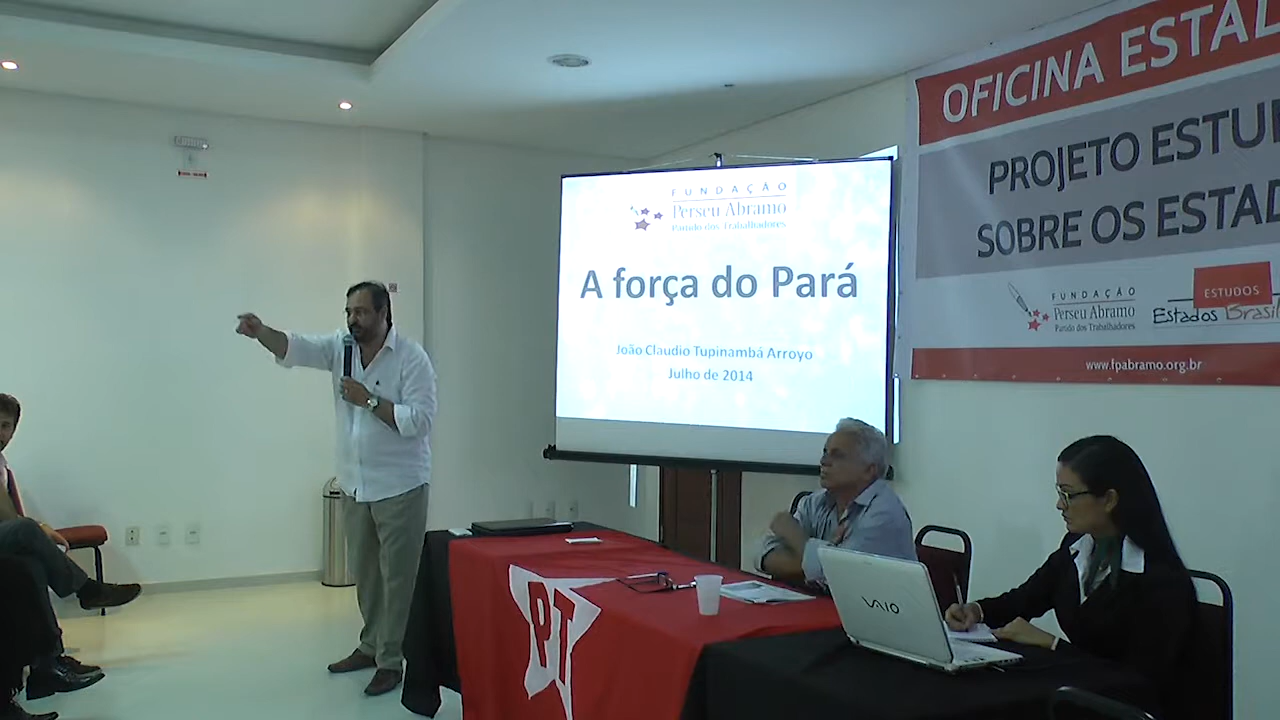 FUNDAÇÃO
Perseu Abramo
Partido dos Trabalhadores
A força do Pará
João Claudio Tupinambá Arroyo
Julho de 2014
OFICINA ESTAD
PROJETO ESTU
SOBRE OS ESTAD
FUNDAÇÃO
Perseu Abramo
Partido dos Trabalhadores
ESTUDOS
Estados Brasil
www.fpabramo.org.br
PT
VAIO